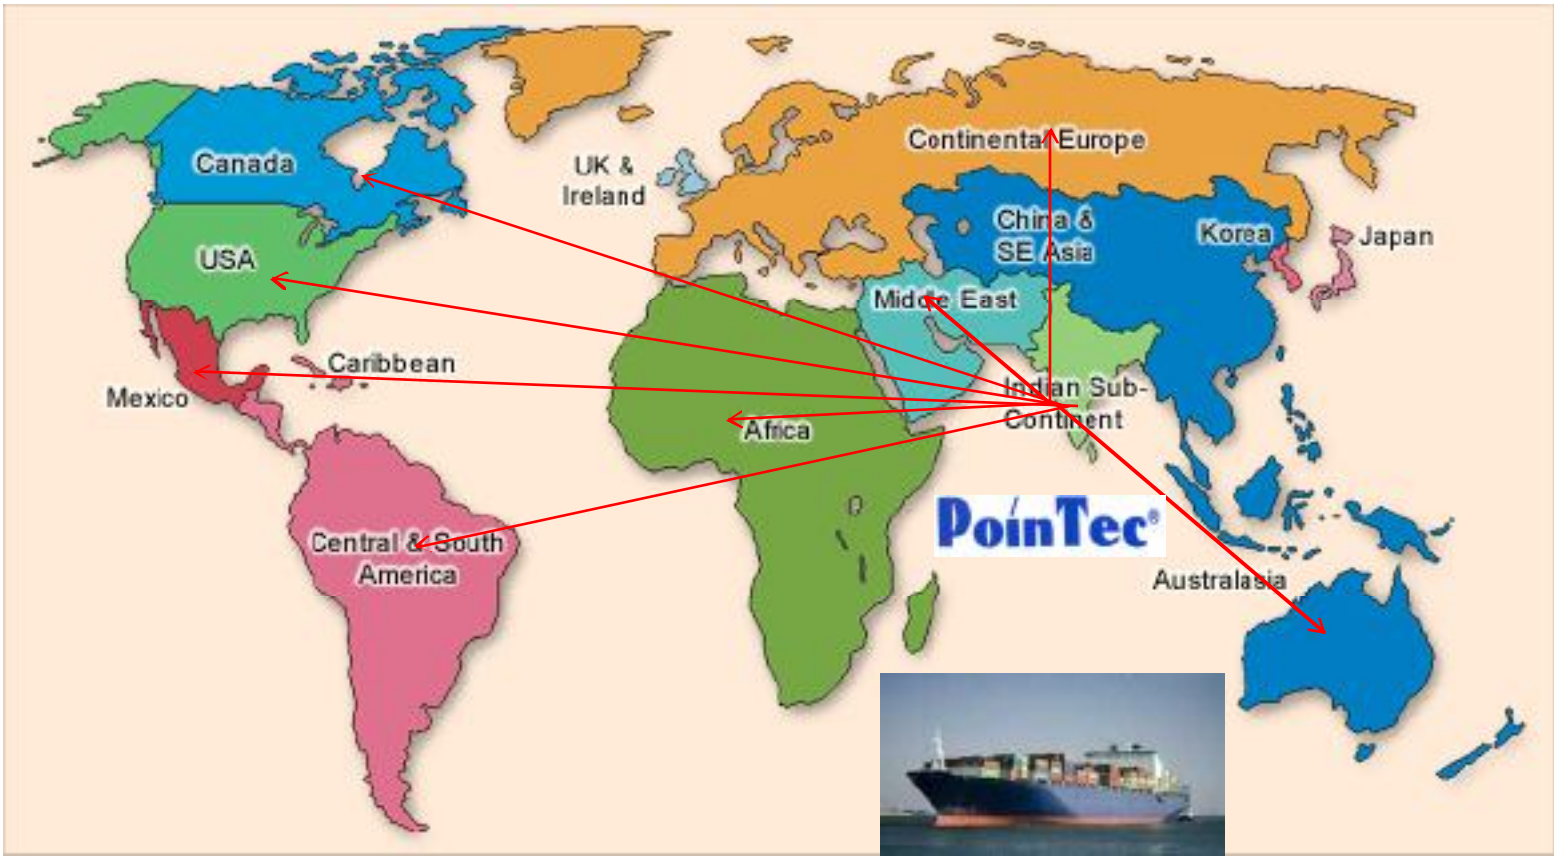 Canada
UK &
Ireland
Continental Europe
USA
China &
SE Asia
Korea
Japan
Middle East
Mexico
Caribbean
Indian Sub-
Continent
Africa
Central & South
America
PoinTec®
Australasia